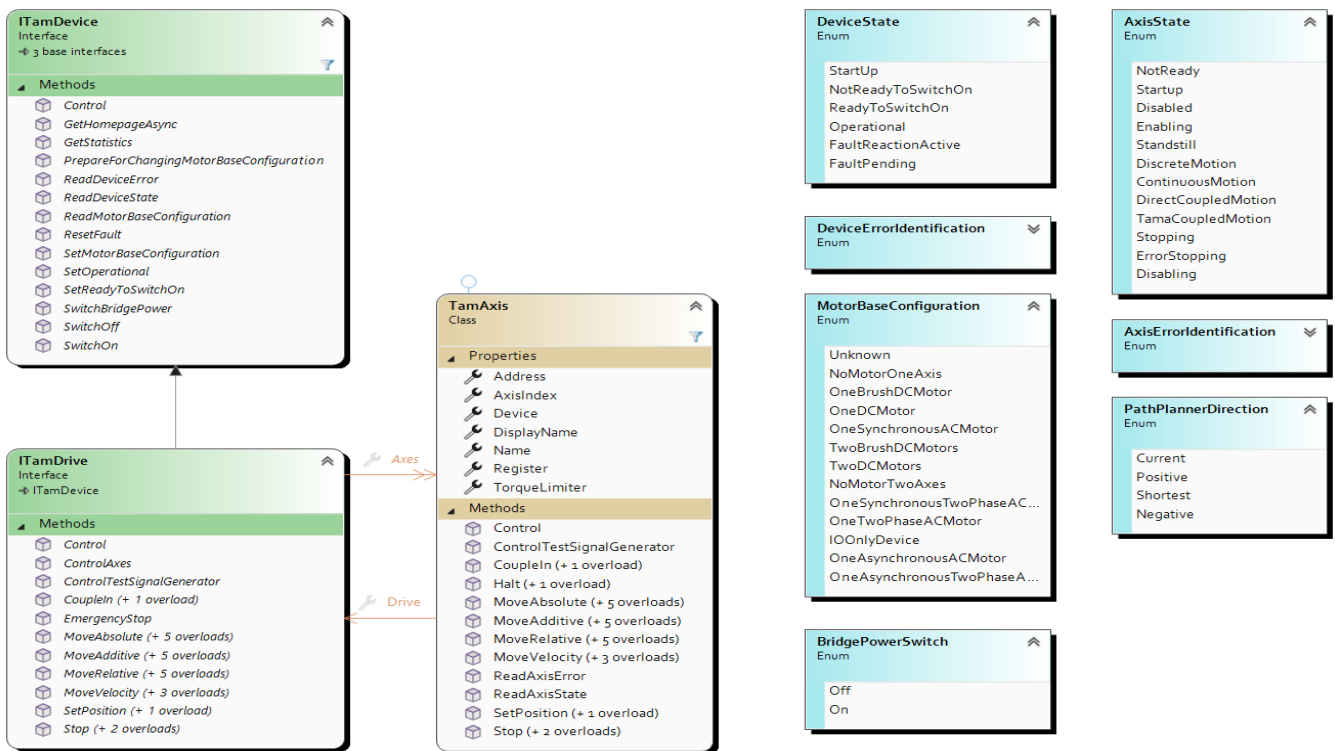 ITamDevice
Interface
3 base interfaces
Methods
Control
GetHomepageAsync
GetStatistics
PrepareForChangingMotorBaseConfiguration
ReadDeviceError
ReadDeviceState
ReadMotorBaseConfiguration
ResetFault
SetMotorBaseConfiguration
SetOperational
SetReadyToSwitchOn
SwitchBridgePower
SwitchOff
SwitchOn
ITamDrive
Interface
ITamDevice
Methods
Control
ControlAxes
ControlTestSignalGenerator
CoupleIn (+ 1 overload)
EmergencyStop
MoveAbsolute (+ 5 overloads)
MoveAdditive (+ 5 overloads)
MoveRelative (+ 5 overloads)
MoveVelocity (+ 3 overloads)
SetPosition (+ 1 overload)
Stop (+ 2 overloads)
Axes
Drive
TamAxis
Class
Properties
Address
AxisIndex
Device
DisplayName
Name
Register
TorqueLimiter
Methods
Control
ControlTestSignalGenerator
CoupleIn (+ 1 overload)
Halt (+ 1 overload)
MoveAbsolute (+ 5 overloads)
MoveAdditive (+ 5 overloads)
MoveRelative (+ 5 overloads)
MoveVelocity (+ 3 overloads)
ReadAxisError
ReadAxisState
SetPosition (+ 1 overload)
Stop (+ 2 overloads)
DeviceState
Enum
StartUp
NotReadyToSwitchOn
ReadyToSwitchOn
Operational
FaultReactionActive
FaultPending
DeviceErrorIdentification
Enum
MotorBaseConfiguration
Enum
Unknown
NoMotorOneAxis
OneBrushDCMotor
OneDCMotor
OneSynchronousACMotor
TwoBrushDCMotors
TwoDCMotors
NoMotorTwoAxes
OneSynchronousTwoPhaseAC...
OneTwoPhaseACMotor
IOOnlyDevice
OneAsynchronousACMotor
OneAsynchronousTwoPhaseA...
BridgePowerSwitch
Enum
Off
On
AxisState
Enum
NotReady
Startup
Disabled
Enabling
Standstill
DiscreteMotion
ContinuousMotion
DirectCoupledMotion
TamaCoupledMotion
Stopping
ErrorStopping
Disabling
AxisErrorIdentification
Enum
PathPlannerDirection
Enum
Current
Positive
Shortest
Negative